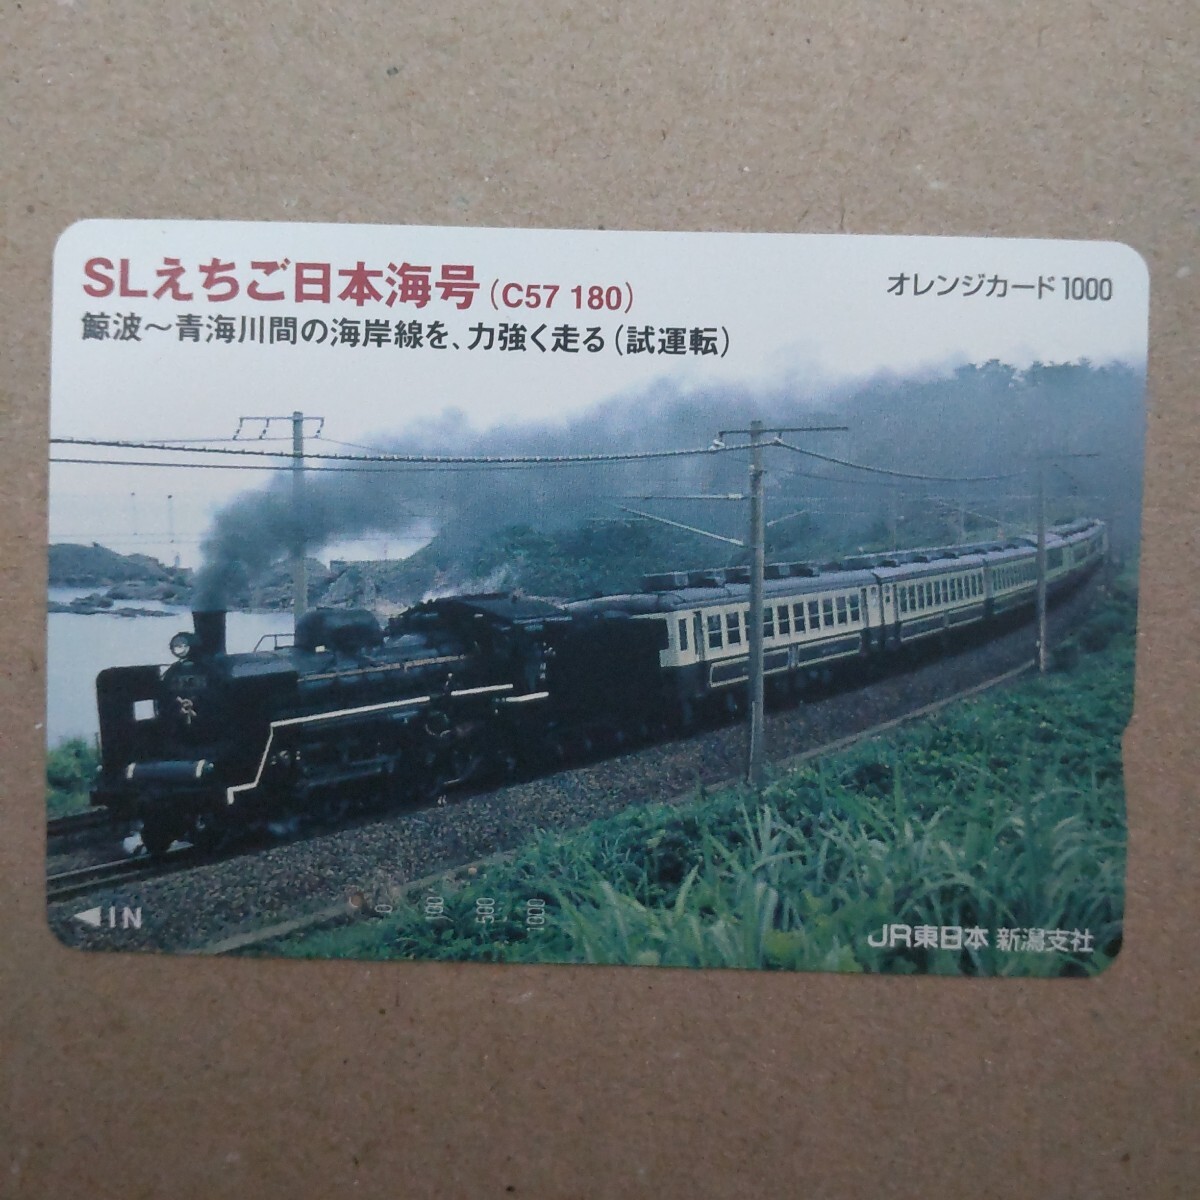 SLえちご日本海号(C57 180)
オレンジカード1000
鯨波～青海川間の海岸線を、力強く走る(試運転)
◀IN
0 100 500 1000
JR東日本 新潟支社